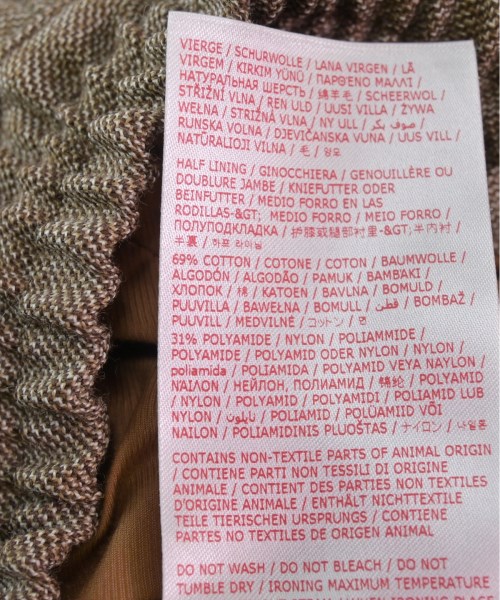 VIERGE / SCHURWOLLE / LANA VIRGEN / LÃ
VIRGEM / KIRKIM YÜNÜ / ΠΑΡΘΕΝΟ ΜΑΛΛΙ /
НАТУРАЛЬНАЯ ШЕРСТЬ / 绵羊毛 / SCHEERWOL /
STŘIŽNÍ VLNA / REN ULD / UUSI VILLA / ŻYWA
WEŁNA / STRIŽNÁ VLNA / NY ULL / صوف بكر /
RUNSKA VOLNA / DJEVIČANSKA VUNA / UUS VILL /
NATŪRALIOJI VILNA / 毛 / 양모
HALF LINING / GINOCCHIERA / GENOUILLÈRE OU
DOUBLURE JAMBE / KNIEFUTTER ODER
BEINFUTTER / MEDIO FORRO EN LAS
RODILLAS-&GT; MEDIO FORRO / MEIO FORRO /
ПОЛУПОДКЛАДКА / 护膝或腿部衬里-&GT; 半内衬 /
半裏 / 하프 라이닝
69% COTTON / COTONE / COTON / BAUMWOLLE /
ALGODÓN / ALGODÃO / PAMUK / ΒΑΜΒΑΚΙ /
ХЛОПОК / 棉 / KATOEN / BAVLNA / BOMULD /
PUUVILLA / BAWEŁNA / BOMULL / قطن / BOMBAŽ /
PUUVILL / MEDVILNĖ / コットン / 면
31% POLYAMIDE / NYLON / POLIAMMIDE /
POLYAMIDE / POLYAMID ODER NYLON / NYLON /
poliamida / POLIAMIDA / POLYAMID VEYA NAYLON /
ΝΑΙΛΟΝ / НЕЙЛОН, ПОЛИАМИД / 锦纶 / POLYAMID
/ NYLON / POLYAMID / POLYAMIDI / POLIAMID LUB
NYLON / نايلون / POLIAMID / POLÜAMIID VÕI
NAILON / POLIAMIDINIS PLUOŠTAS / ナイロン / 나일론
CONTAINS NON-TEXTILE PARTS OF ANIMAL ORIGIN
/ CONTIENE PARTI NON TESSILI DI ORIGINE
ANIMALE / CONTIENT DES PARTIES NON TEXTILES
D'ORIGINE ANIMALE / ENTHÄLT NICHTTEXTILE
TEILE TIERISCHEN URSPRUNGS / CONTIENE
PARTES NO TEXTILES DE ORIGEN ANIMAL
DO NOT WASH / DO NOT BLEACH / DO NOT
TUMBLE DRY / IRONING MAXIMUM TEMPERATURE